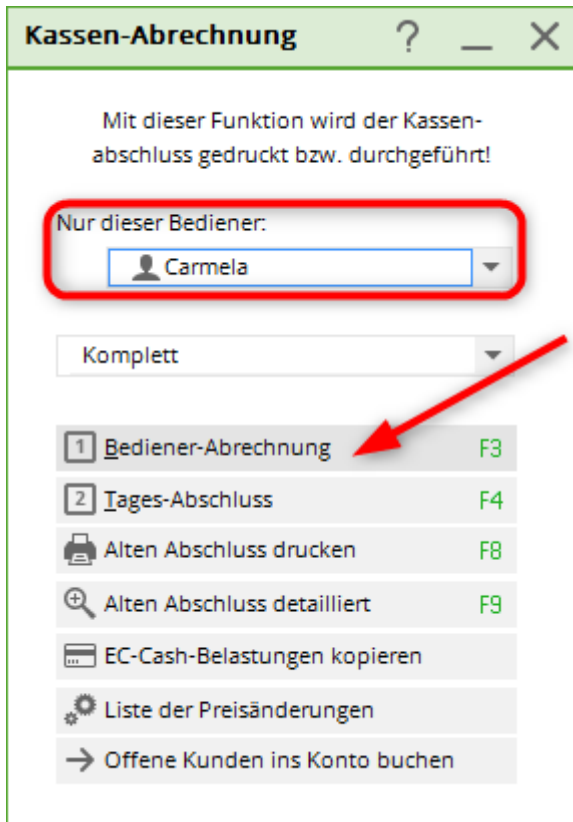 Kassen-Abrechnung ?
Mit dieser Funktion wird der Kassen-
abschluss gedruckt bzw. durchgeführt!
Nur dieser Bediener:
Carmela
Komplett
1 Bediener-Abrechnung F3
2 Tages-Abschluss F4
Alten Abschluss drucken F8
Alten Abschluss detailliert F9
EC-Cash-Belastungen kopieren
Liste der Preisänderungen
Offene Kunden ins Konto buchen